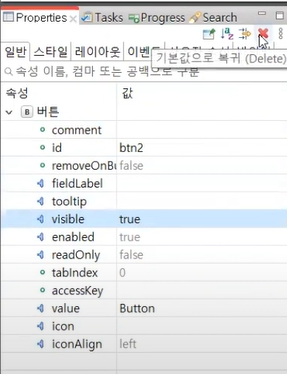 Properties Tasks Progress Search
기본값으로 복귀 (Delete)
일반 스타일 레이아웃 이벤
속성 이름, 컴마 또는 공백으로 구분
속성 값
B 버튼
comment
id btn2
removeOnBu false
fieldLabel
tooltip
visible true
enabled true
readOnly false
tabIndex 0
accessKey
value Button
icon
iconAlign left